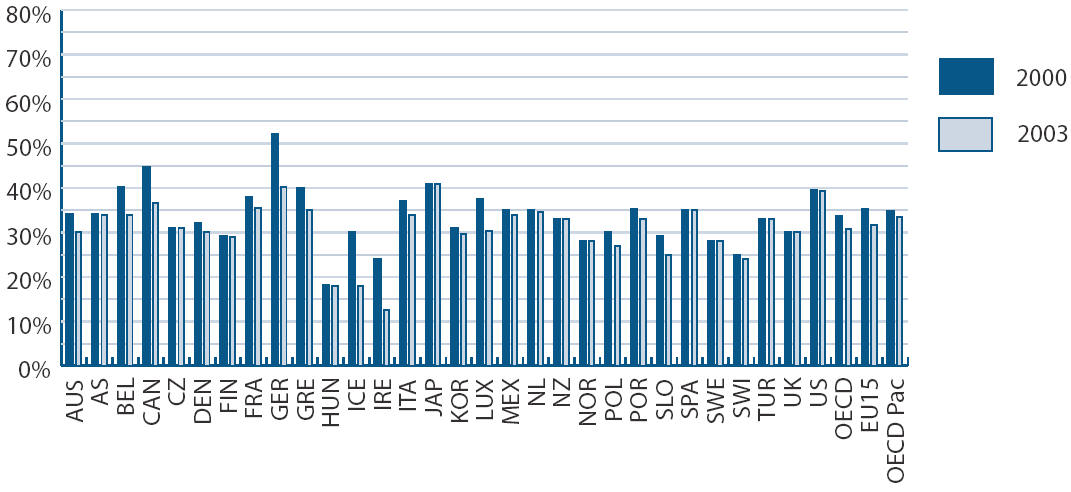 80%
70%
60%
50%
40%
30%
20%
10%
0%
2000
2003
AUS
AS
BEL
CAN
CZ
DEN
FIN
FRA
GER
GRE
HUN
ICE
IRE
ITA
JAP
KOR
LUX
MEX
NL
NZ
NOR
POL
POR
SLO
SPA
SWE
SWI
TUR
UK
US
OECD
EU15
OECD Pac